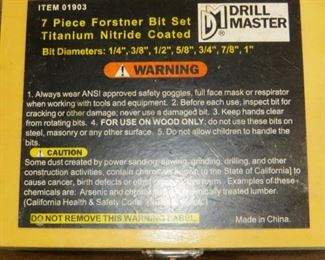 ITEM 01903
7 Piece Forstner Bit Set
Titanium Nitride Coated
DM DRILL
MASTER
Bit Diameters: 1/4", 3/8", 1/2", 5/8", 3/4", 7/8", 1"
WARNING
1. Always wear ANSI approved safety goggles, full face mask or respirator
when working with tools and equipment. 2. Before each use, inspect bit for
cracking or other damage; never use a damaged bit. 3. Keep hands clear
from rotating bits. 4. FOR USE ON WOOD ONLY; do not use these bits on
steel, masonry or any other surface. 5. Do not allow children to handle the
bits.
CAUTION
Some dust created by power sanding, sawing, grinding, drilling, and other
construction activities, contain chemicals known [to the State of California] to
cause cancer, birth defects or other harm. Examples of these
chemicals are: Arsenic and chromium, chemically treated lumber.
(California Health & Safety Code
DO NOT REMOVE THIS WARNING LABEL.
Made in China.